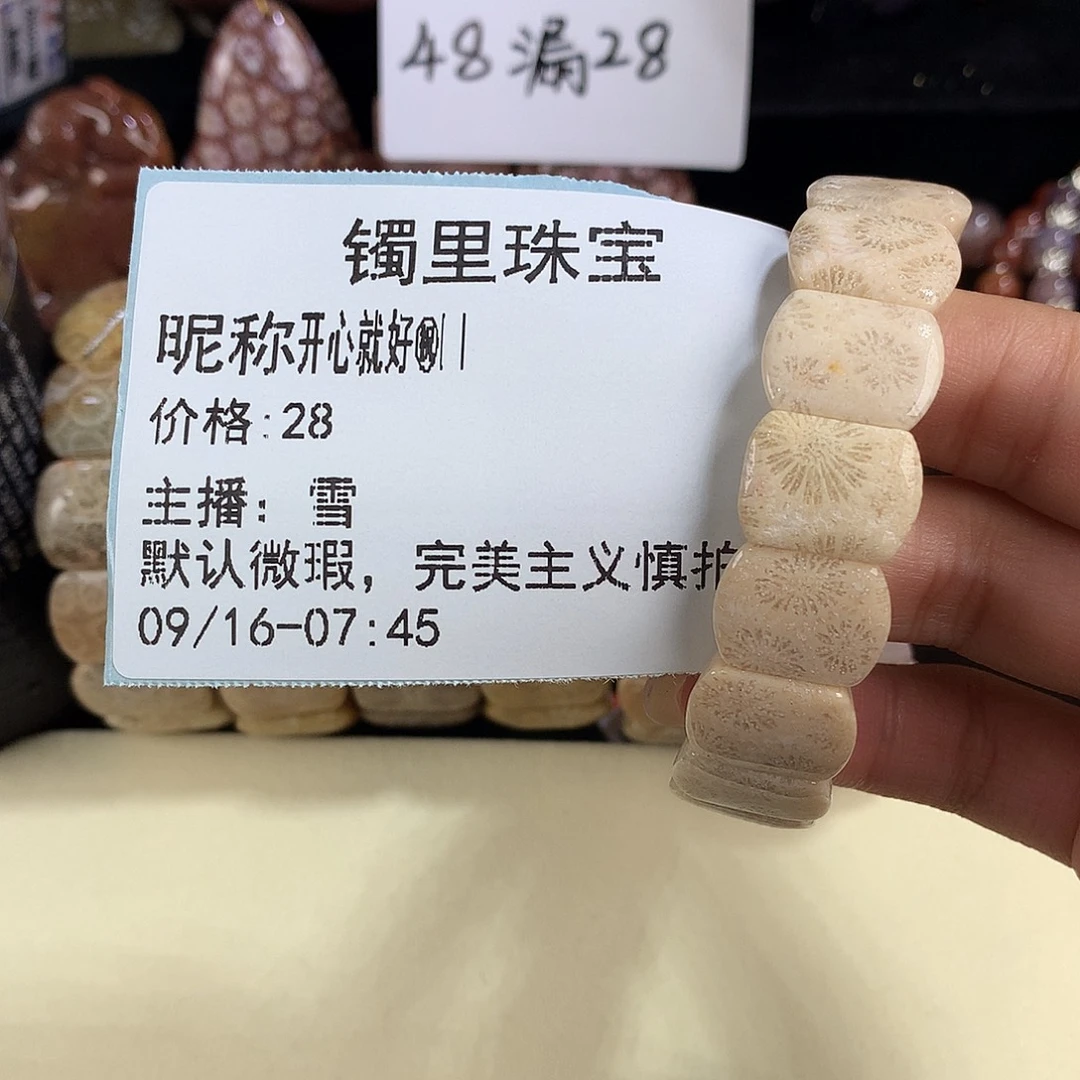 48漏28
镯里珠宝
昵称开心就好
价格:28
主播: 雪
默认微瑕，完美主义慎拍
09/16-07:45